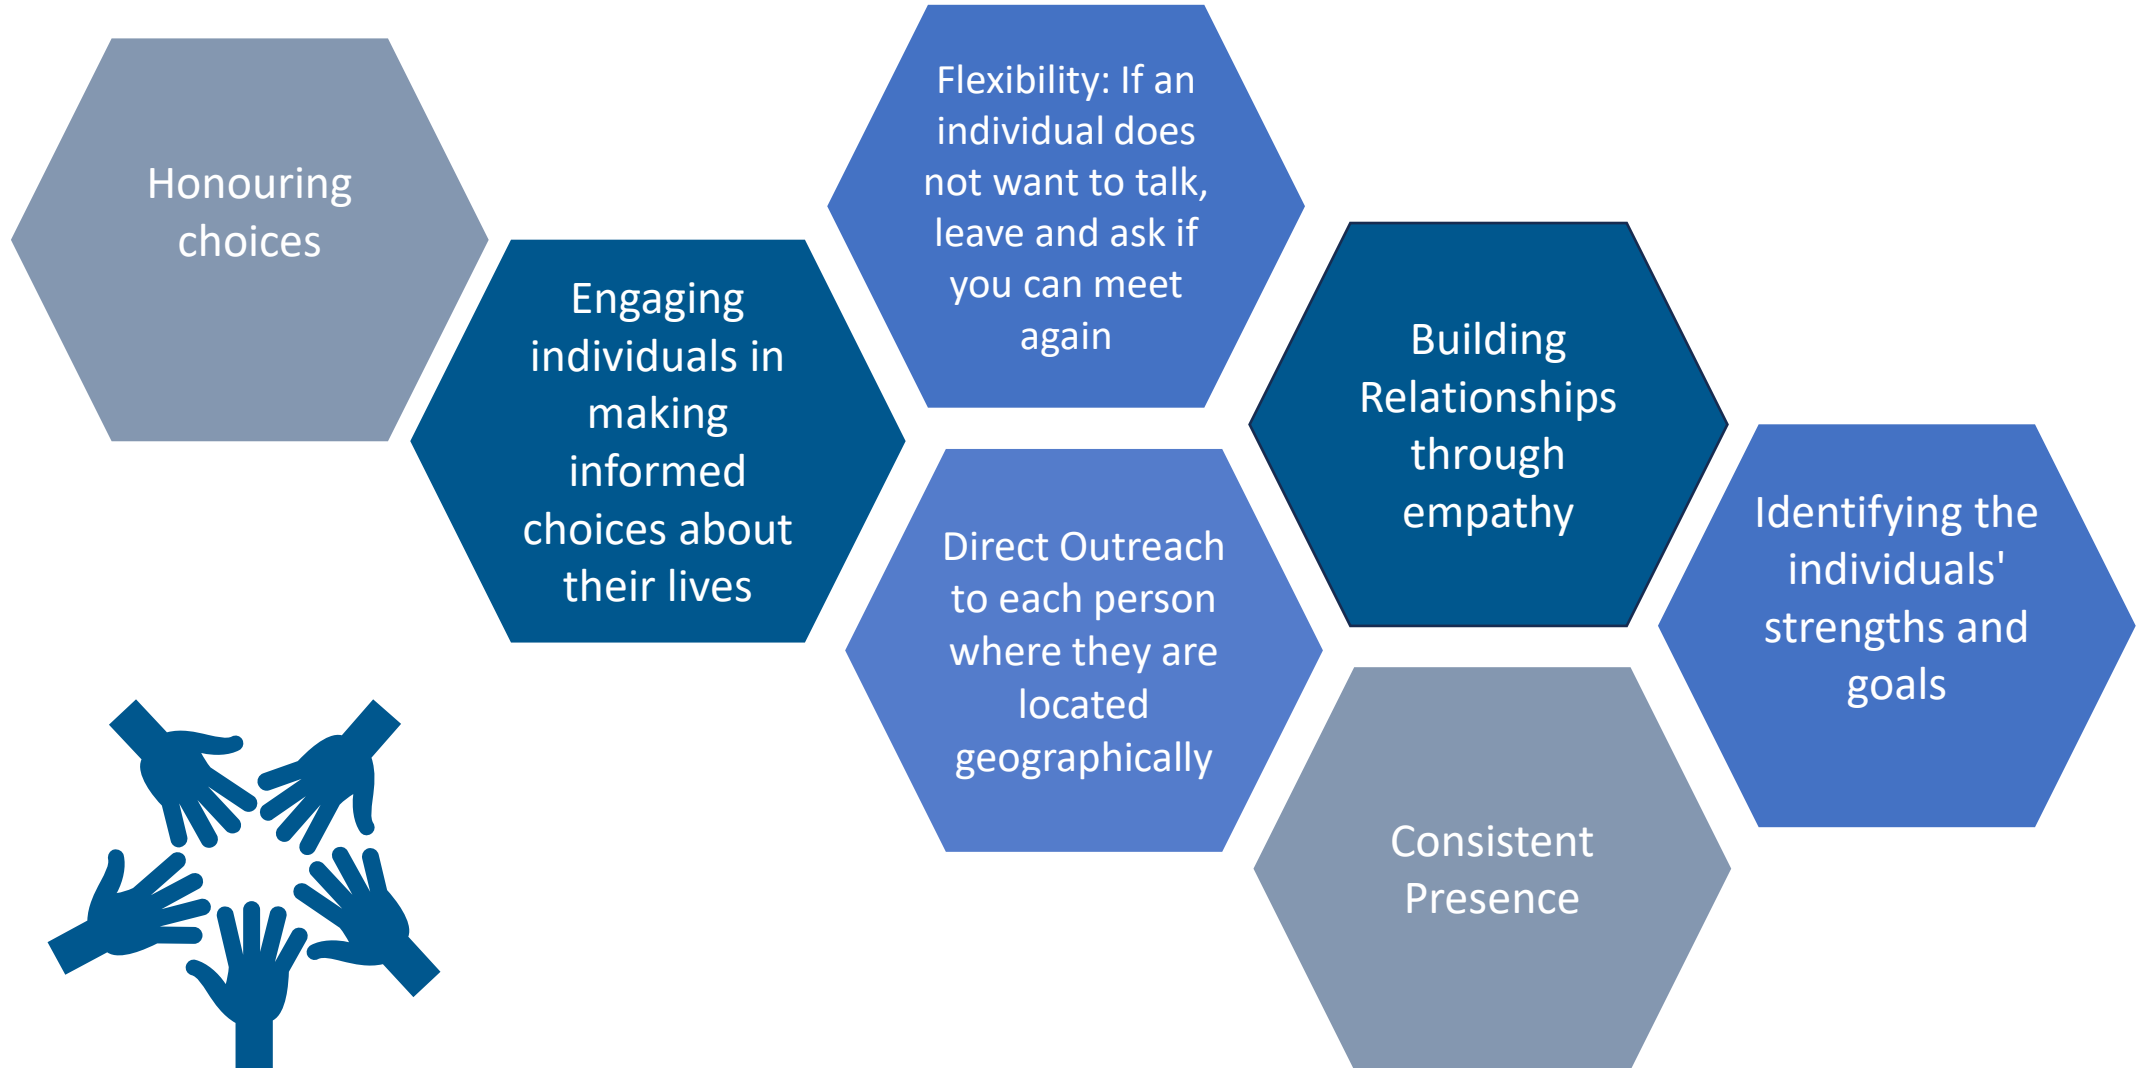 Honouring
choices
Engaging
individuals in
making
informed
choices about
their lives
Flexibility: If an
individual does
not want to talk,
leave and ask if
you can meet
again
Direct Outreach
to each person
where they are
located
geographically
Building
Relationships
through
empathy
Consistent
Presence
Identifying the
individuals'
strengths and
goals